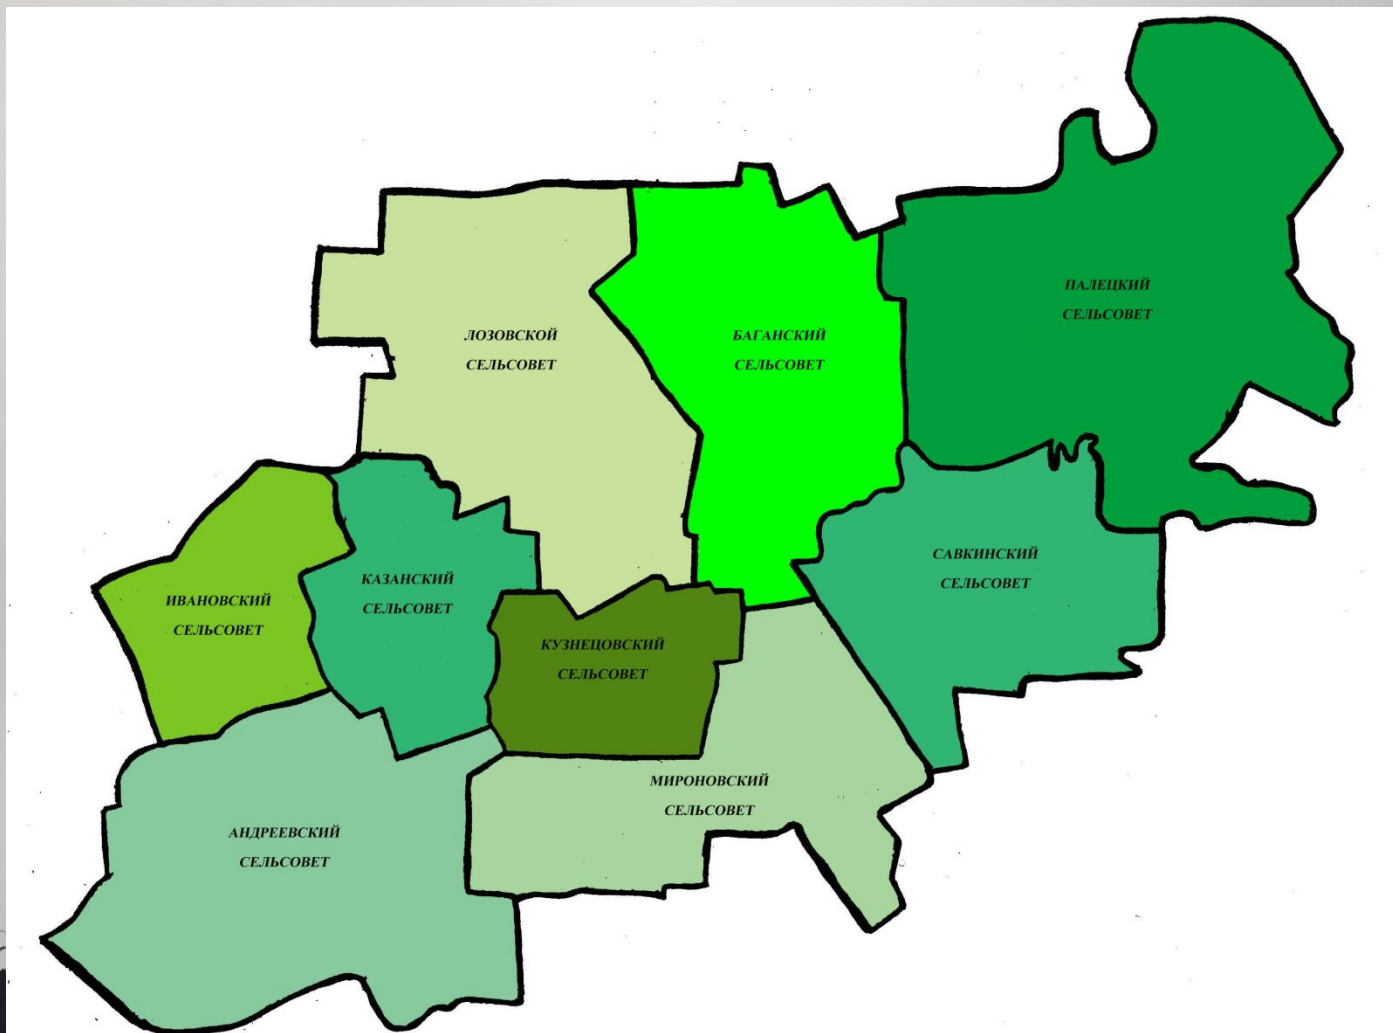 ПАЛЕЦКИЙ
СЕЛЬСОВЕТ
ЛОЗОВСКОЙ
СЕЛЬСОВЕТ
БАГАНСКИЙ
СЕЛЬСОВЕТ
САВКИНСКИЙ
СЕЛЬСОВЕТ
КАЗАНСКИЙ
СЕЛЬСОВЕТ
ИВАНОВСКИЙ
СЕЛЬСОВЕТ
КУЗНЕЦОВСКИЙ
СЕЛЬСОВЕТ
МИРОНОВСКИЙ
СЕЛЬСОВЕТ
АНДРЕЕВСКИЙ
СЕЛЬСОВЕТ